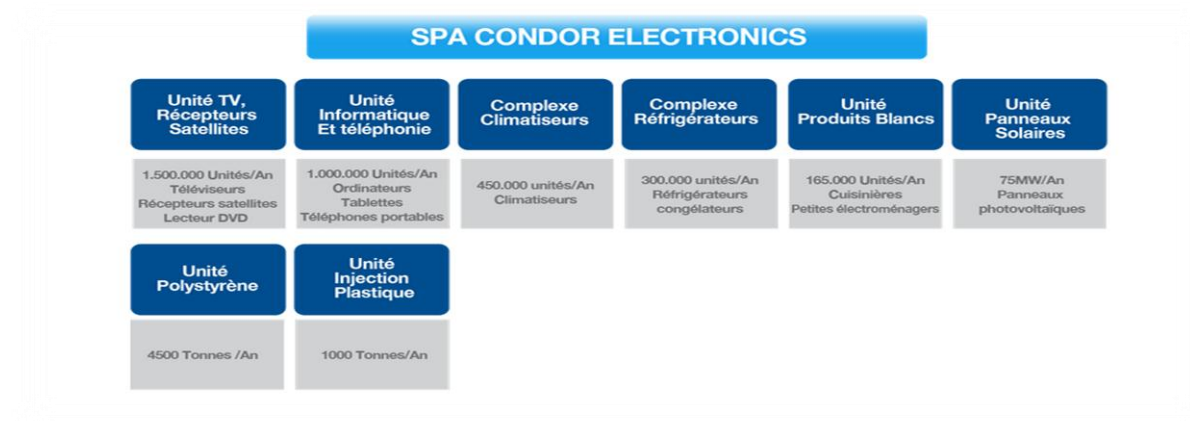 SPA CONDOR ELECTRONICS
Unité TV,
Récepteurs
Satellites
1.500.000 Unités/An
Téléviseurs
Récepteurs satellites
Lecteur DVD
Unité
Informatique
Et téléphonie
1.000.000 Unités/An
Ordinateurs
Tablettes
Téléphones portables
Complexe
Climatiseurs
450.000 unités/An
Climatiseurs
Complexe
Réfrigérateurs
300.000 unités/An
Réfrigérateurs
congélateurs
Unité
Produits Blancs
165.000 Unités/An
Cuisinières
Petites électroménagers
Unité
Panneaux
Solaires
75MW/An
Panneaux
photovoltaïques
Unité
Polystyrène
4500 Tonnes /An
Unité
Injection
Plastique
1000 Tonnes/An